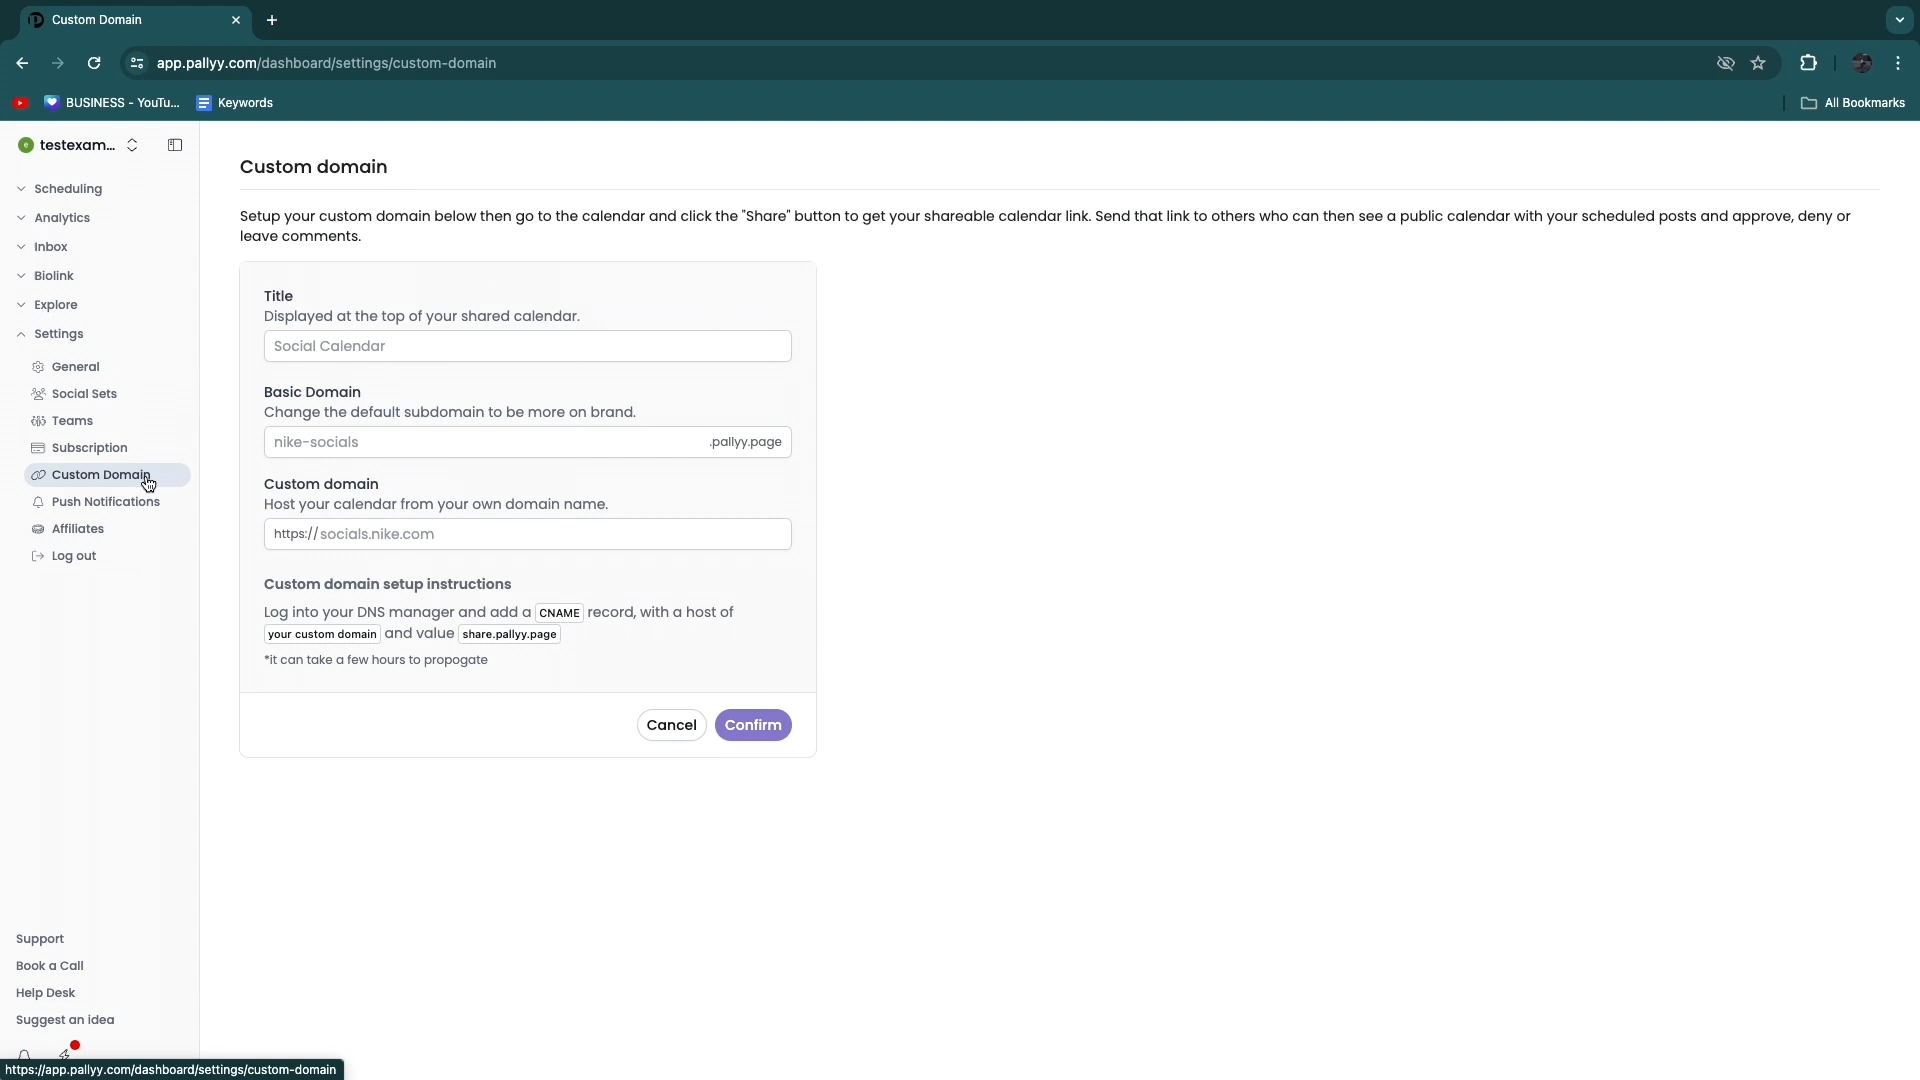 Custom Domain
app.pallyy.com/dashboard/settings/custom-domain
BUSINESS - YouTu...
Keywords
All Bookmarks
e testexam...
Scheduling
Analytics
Inbox
Biolink
Explore
Settings
General
Social Sets
Teams
Subscription
Custom Domain
Push Notifications
Affiliates
Log out
Support
Book a Call
Help Desk
Suggest an idea
https://app.pallyy.com/dashboard/settings/custom-domain
Custom domain
Setup your custom domain below then go to the calendar and click the "Share" button to get your shareable calendar link. Send that link to others who can then see a public calendar with your scheduled posts and approve, deny or
leave comments.
Title
Displayed at the top of your shared calendar.
Social Calendar
Basic Domain
Change the default subdomain to be more on brand.
nike-socials .pallyy.page
Custom domain
Host your calendar from your own domain name.
https:// socials.nike.com
Custom domain setup instructions
Log into your DNS manager and add a CNAME record, with a host of
your custom domain and value share.pallyy.page
*it can take a few hours to propogate
Cancel Confirm